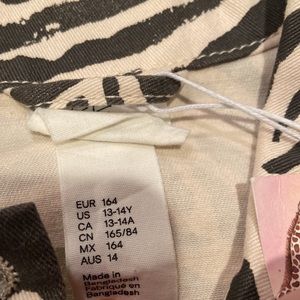 EUR 164
US 13-14Y
CA 13-14A
CN 165/84
MX 164
AUS 14
Made in
Bangladesh
Fabriqué en
Bangladesh